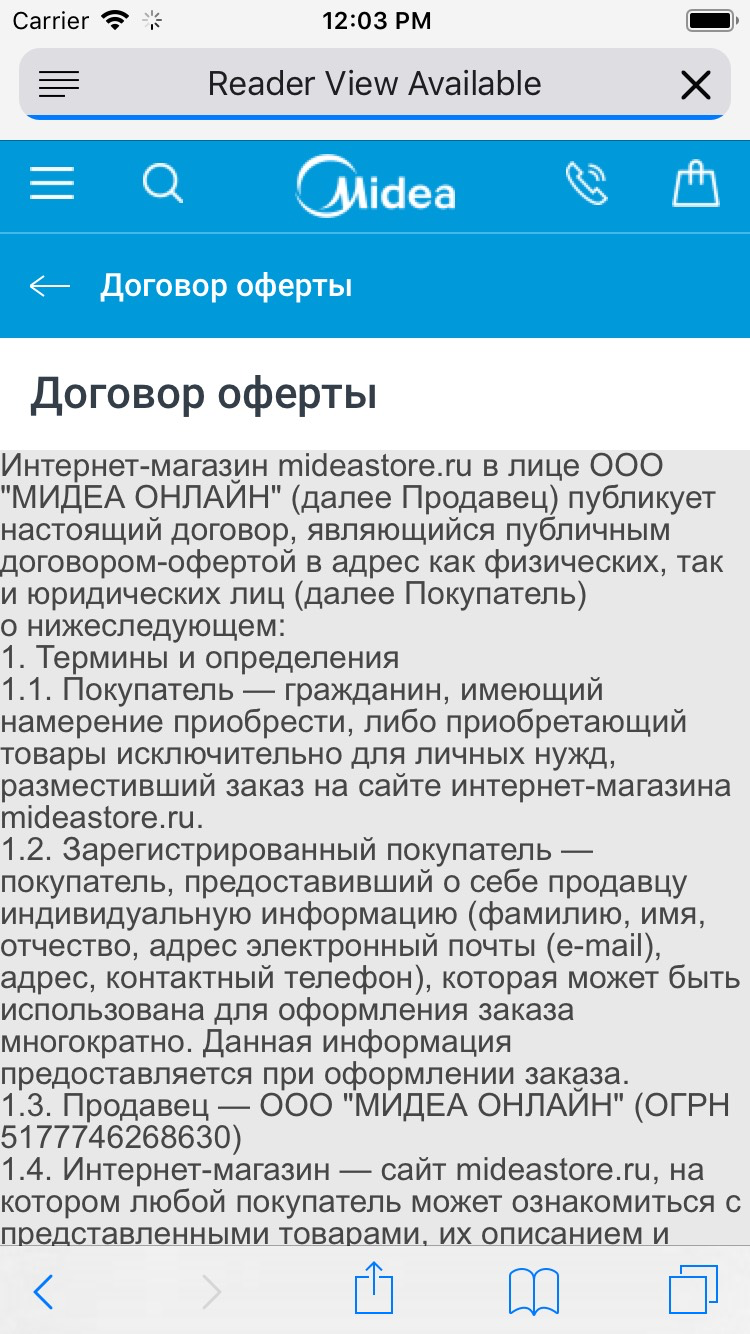 Carrier 12:03 PM
Reader View Available
Midea
Договор оферты
Договор оферты
Интернет-магазин mideastore.ru в лице ООО
"МИДЕА ОНЛАЙН" (далее Продавец) публикует
настоящий договор, являющийся публичным
договором-офертой в адрес как физических, так
и юридических лиц (далее Покупатель)
о нижеследующем:
1. Термины и определения
1.1. Покупатель — гражданин, имеющий
намерение приобрести, либо приобретающий
товары исключительно для личных нужд,
разместивший заказ на сайте интернет-магазина
mideastore.ru.
1.2. Зарегистрированный покупатель —
покупатель, предоставивший о себе продавцу
индивидуальную информацию (фамилию, имя,
отчество, адрес электронный почты (e-mail),
адрес, контактный телефон), которая может быть
использована для оформления заказа
многократно. Данная информация
предоставляется при оформлении заказа.
1.3. Продавец — ООО "МИДЕА ОНЛАЙН" (ОГРН
5177746268630)
1.4. Интернет-магазин — сайт mideastore.ru, на
котором любой покупатель может ознакомиться с
представленными товарами, их описанием и